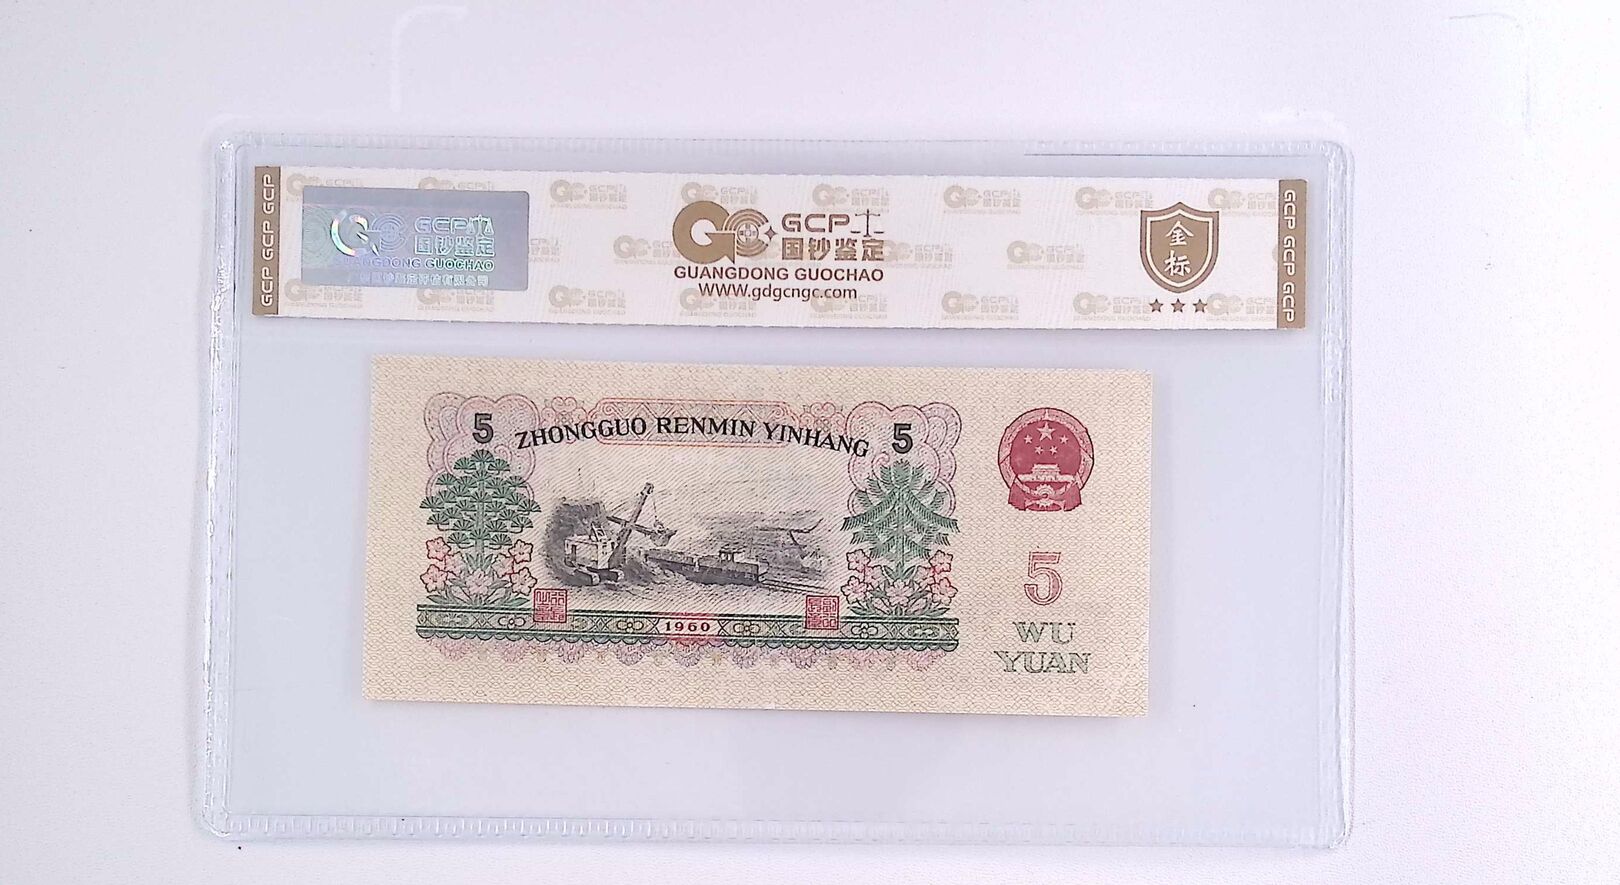 GCP GCP GCP
GCP
国钞鉴定
GUANGDONG GUOCHAO
GCP
国钞鉴定
GUANGDONG GUOCHAO
WWW.gdgcngc.com
金
标
GCP GCP GCP
5
ZHONGGUO RENMIN YINHANG
5
5
1960
WU
YUAN